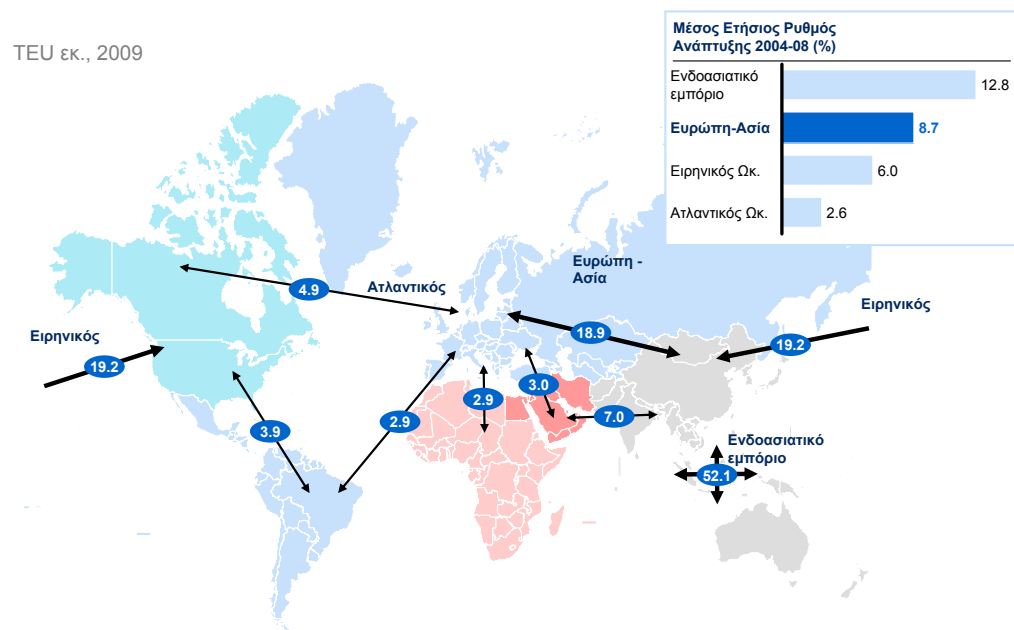 TEU εκ., 2009
Μέσος Ετήσιος Ρυθμός
Ανάπτυξης 2004-08 (%)
Ενδοασιατικό
εμπόριο
12.8
Ευρώπη-Ασία
8.7
Ειρηνικός Ωκ.
6.0
Ατλαντικός Ωκ.
2.6
Ευρώπη -
Ασία
Ατλαντικός
4.9
Ειρηνικός
Ειρηνικός
18.9
19.2
19.2
3.0
2.9
2.9
7.0
3.9
Ενδοασιατικό
εμπόριο
52.1